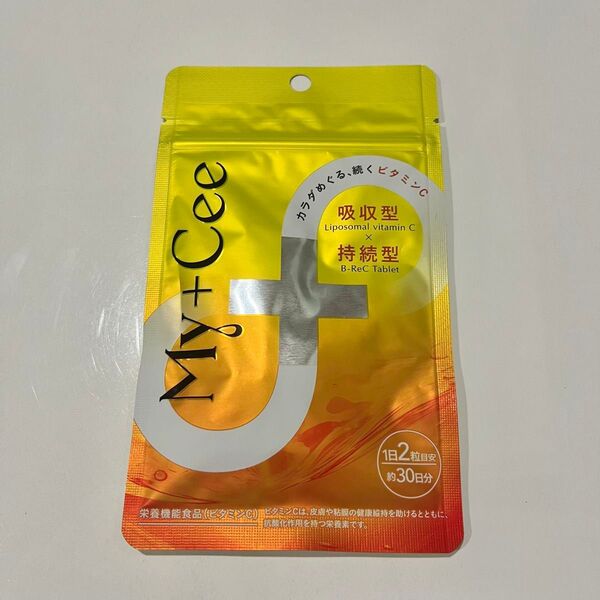 My+Cee
カラダめぐる、続くビタミンC
吸収型
Liposomal vitamin C
×
持続型
B-ReC Tablet
1日2粒目安
約30日分
栄養機能食品(ビタミンC)
ビタミンCは、皮膚や粘膜の健康維持を助けるとともに、
抗酸化作用を持つ栄養素です。